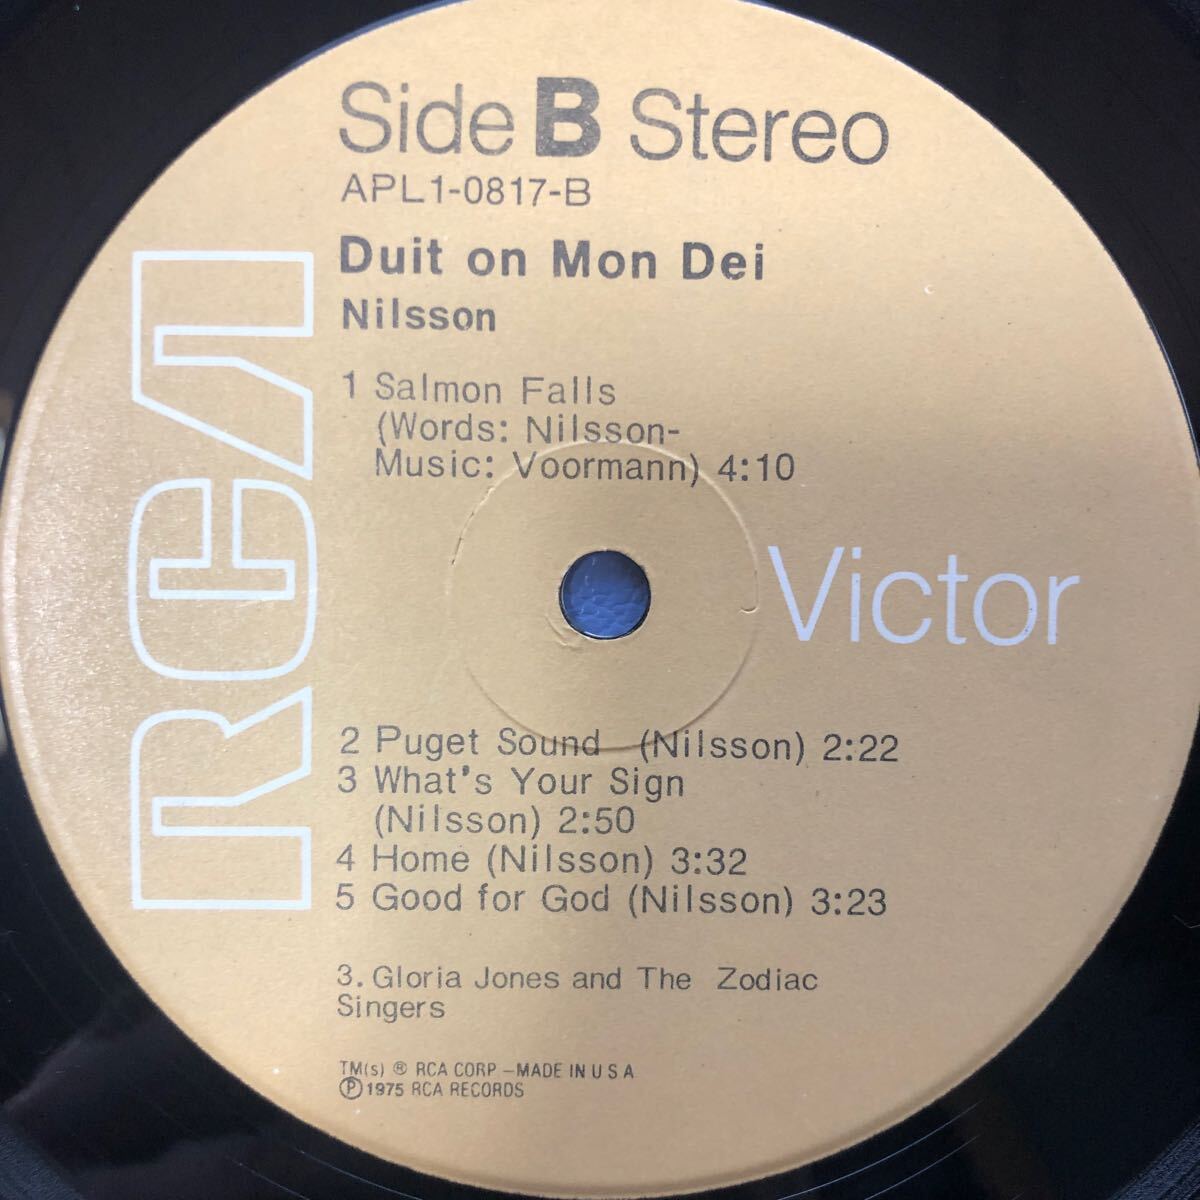 Side B Stereo
APL1-0817-B
Duit on Mon Dei
Nilsson
1 Salmon Falls
(Words: Nilsson-
Music: Voormann) 4:10
RCA
Victor
2 Puget Sound (Nilsson) 2:22
3 What's Your Sign
(Nilsson) 2:50
4 Home (Nilsson) 3:32
5 Good for God (Nilsson) 3:23
3. Gloria Jones and The Zodiac
Singers
TM(s) ® RCA CORP.–MADE IN U S A
℗ 1975 RCA RECORDS